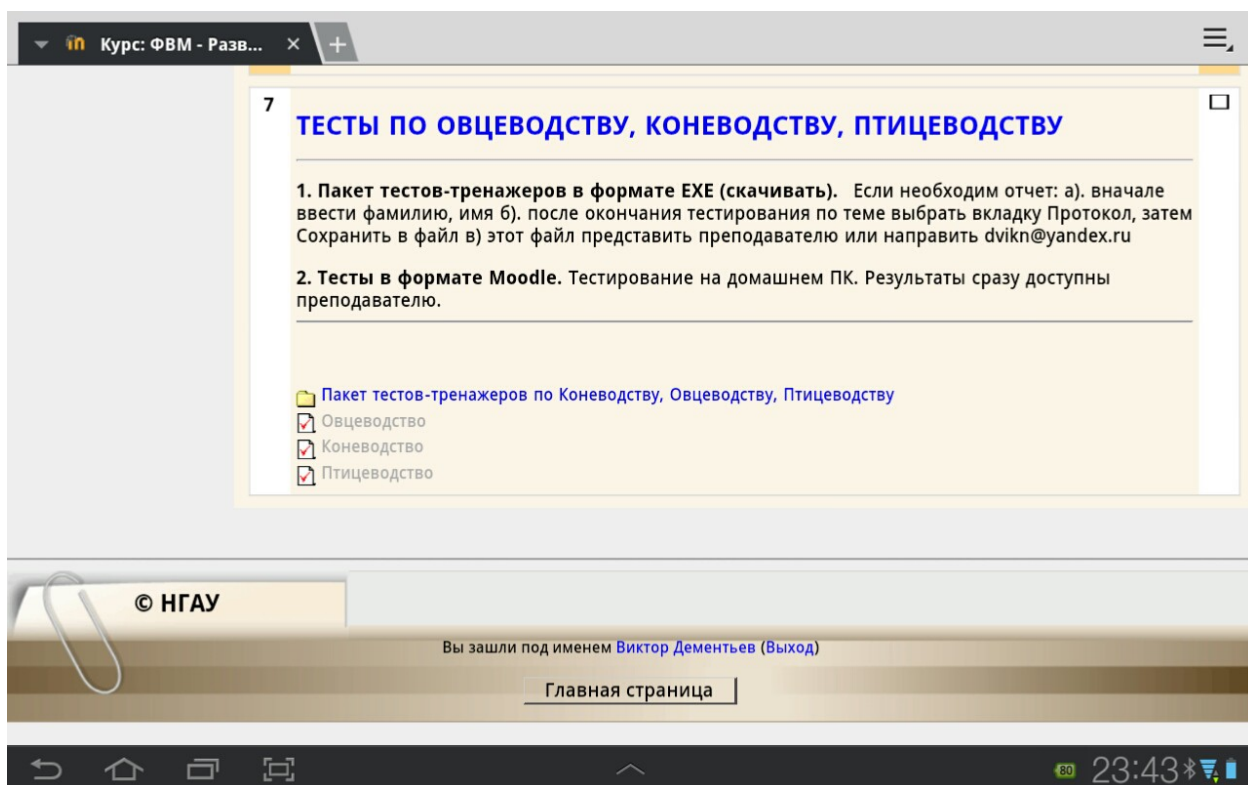 Курс: ФВМ - Разв...
7
ТЕСТЫ ПО ОВЦЕВОДСТВУ, КОНЕВОДСТВУ, ПТИЦЕВОДСТВУ
1. Пакет тестов-тренажеров в формате EXE (скачивать). Если необходим отчет: а). вначале
ввести фамилию, имя б). после окончания тестирования по теме выбрать вкладку Протокол, затем
Сохранить в файл в) этот файл представить преподавателю или направить dvikn@yandex.ru
2. Тесты в формате Moodle. Тестирование на домашнем ПК. Результаты сразу доступны
преподавателю.
Пакет тестов-тренажеров по Коневодству, Овцеводству, Птицеводству
Овцеводство
Коневодство
Птицеводство
© НГАУ
Вы зашли под именем Виктор Дементьев (Выход)
Главная страница
80 23:43